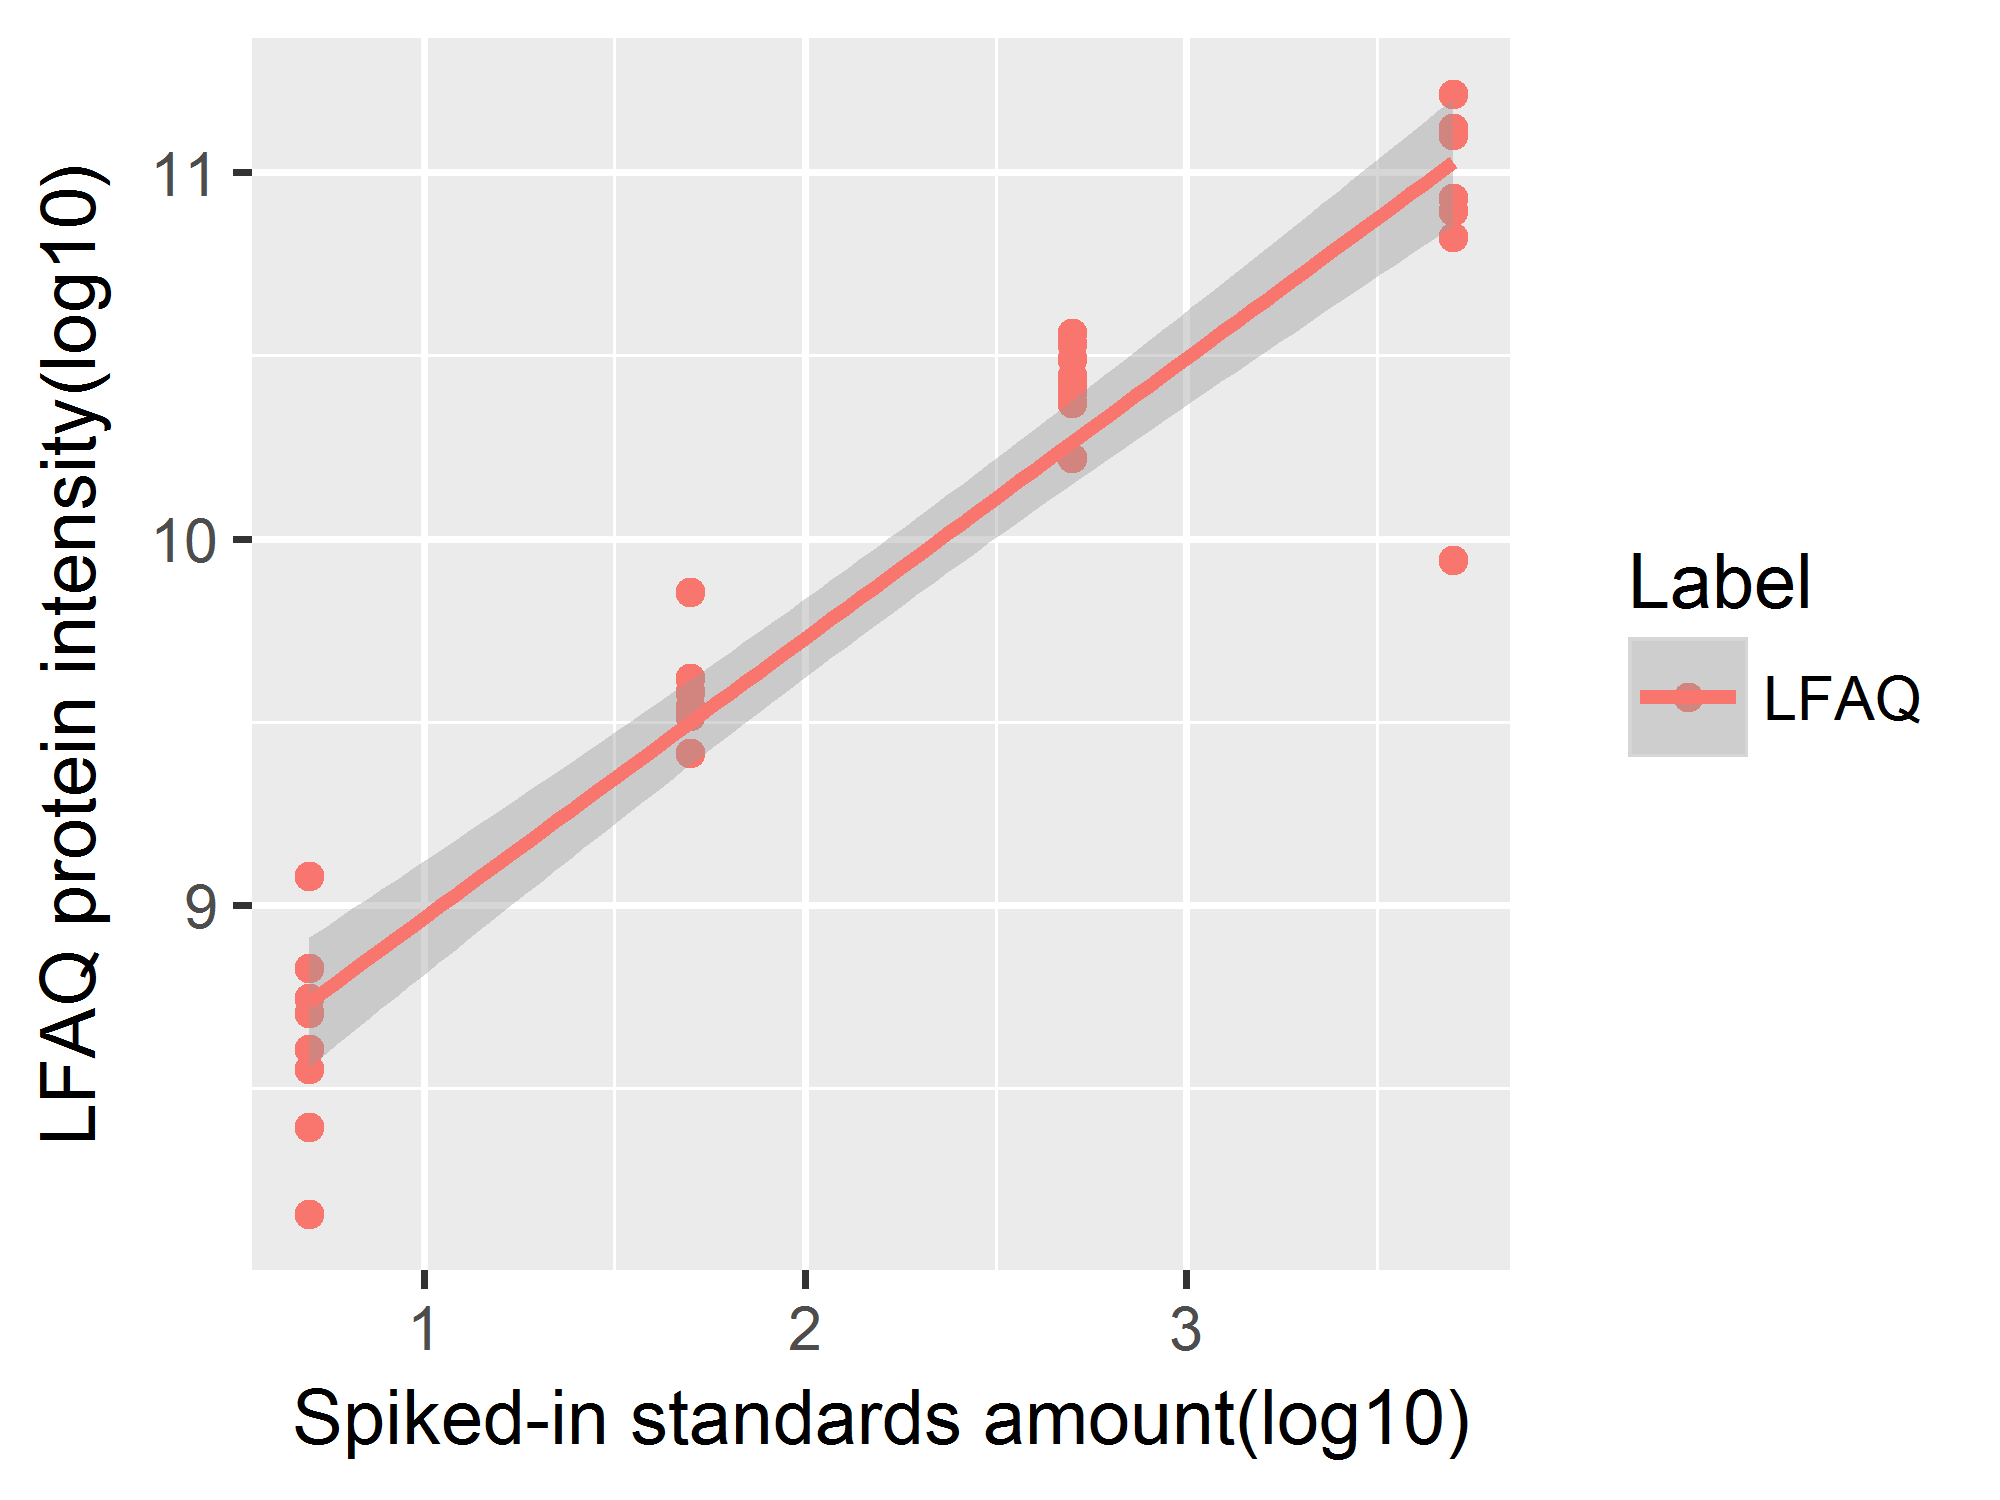 LFAQ protein intensity(log10)
11
10
9
1 2 3
Spiked-in standards amount(log10)
Label
LFAQ